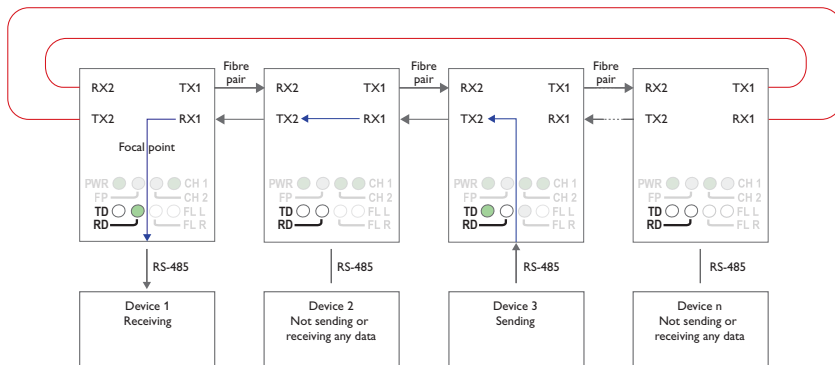 Fibre
pair
Fibre
pair
Fibre
pair
RX2 TX1
TX2 RX1
Focal point
PWR CH 1
FP CH 2
TD FL L
RD FL R
RX2 TX1
TX2 RX1
PWR CH 1
FP CH 2
TD FL L
RD FL R
RX2 TX1
TX2 RX1
PWR CH 1
FP CH 2
TD FL L
RD FL R
RX2 TX1
TX2 RX1
PWR CH 1
FP CH 2
TD FL L
RD FL R
RS-485
RS-485
RS-485
RS-485
Device 1
Receiving
Device 2
Not sending or
receiving any data
Device 3
Sending
Device n
Not sending or
receiving any data